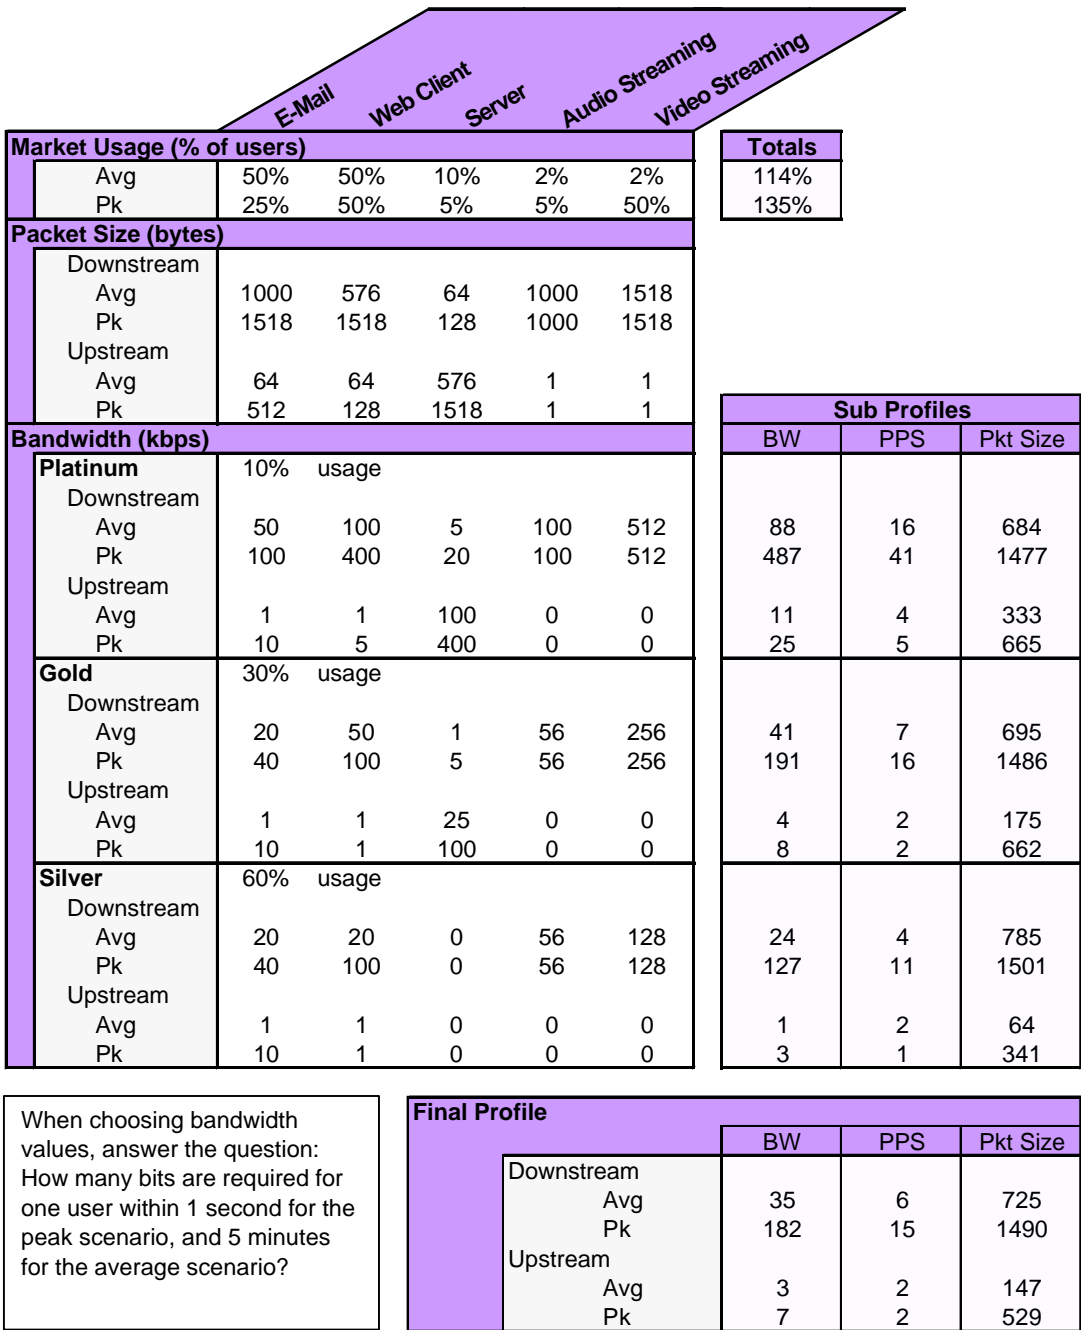 E-Mail Web Client Server Audio Streaming Video Streaming
Market Usage (% of users) Totals
Avg 50% 50% 10% 2% 2% 114%
Pk 25% 50% 5% 5% 50% 135%
Packet Size (bytes)
Downstream
Avg 1000 576 64 1000 1518
Pk 1518 1518 128 1000 1518
Upstream
Avg 64 64 576 1 1
Pk 512 128 1518 1 1 Sub Profiles
Bandwidth (kbps) BW PPS Pkt Size
Platinum 10% usage
Downstream
Avg 50 100 5 100 512 88 16 684
Pk 100 400 20 100 512 487 41 1477
Upstream
Avg 1 1 100 0 0 11 4 333
Pk 10 5 400 0 0 25 5 665
Gold 30% usage
Downstream
Avg 20 50 1 56 256 41 7 695
Pk 40 100 5 56 256 191 16 1486
Upstream
Avg 1 1 25 0 0 4 2 175
Pk 10 1 100 0 0 8 2 662
Silver 60% usage
Downstream
Avg 20 20 0 56 128 24 4 785
Pk 40 100 0 56 128 127 11 1501
Upstream
Avg 1 1 0 0 0 1 2 64
Pk 10 1 0 0 0 3 1 341
When choosing bandwidth
values, answer the question:
How many bits are required for
one user within 1 second for the
peak scenario, and 5 minutes
for the average scenario?
Final Profile
BW PPS Pkt Size
Downstream
Avg 35 6 725
Pk 182 15 1490
Upstream
Avg 3 2 147
Pk 7 2 529